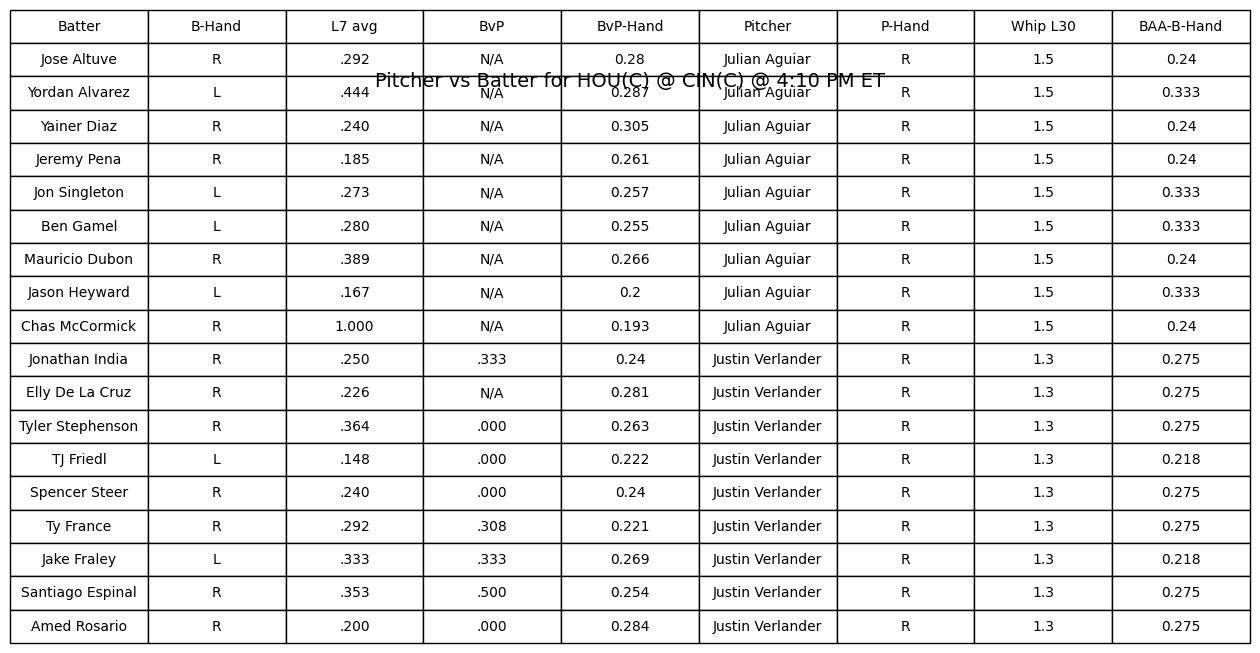 Batter B-Hand L7 avg BvP BvP-Hand Pitcher P-Hand Whip L30 BAA-B-Hand
Jose Altuve R .292 N/A 0.28 Julian Aguiar R 1.5 0.24
Pitcher vs Batter for HOU(C) @ CIN(C) @ 4:10 PM ET
Yordan Alvarez L .444 N/A 0.287 Julian Aguiar R 1.5 0.333
Yainer Diaz R .240 N/A 0.305 Julian Aguiar R 1.5 0.24
Jeremy Pena R .185 N/A 0.261 Julian Aguiar R 1.5 0.24
Jon Singleton L .273 N/A 0.257 Julian Aguiar R 1.5 0.333
Ben Gamel L .280 N/A 0.255 Julian Aguiar R 1.5 0.333
Mauricio Dubon R .389 N/A 0.266 Julian Aguiar R 1.5 0.24
Jason Heyward L .167 N/A 0.2 Julian Aguiar R 1.5 0.333
Chas McCormick R 1.000 N/A 0.193 Julian Aguiar R 1.5 0.24
Jonathan India R .250 .333 0.24 Justin Verlander R 1.3 0.275
Elly De La Cruz R .226 N/A 0.281 Justin Verlander R 1.3 0.275
Tyler Stephenson R .364 .000 0.263 Justin Verlander R 1.3 0.275
TJ Friedl L .148 .000 0.222 Justin Verlander R 1.3 0.218
Spencer Steer R .240 .000 0.24 Justin Verlander R 1.3 0.275
Ty France R .292 .308 0.221 Justin Verlander R 1.3 0.275
Jake Fraley L .333 .333 0.269 Justin Verlander R 1.3 0.218
Santiago Espinal R .353 .500 0.254 Justin Verlander R 1.3 0.275
Amed Rosario R .200 .000 0.284 Justin Verlander R 1.3 0.275